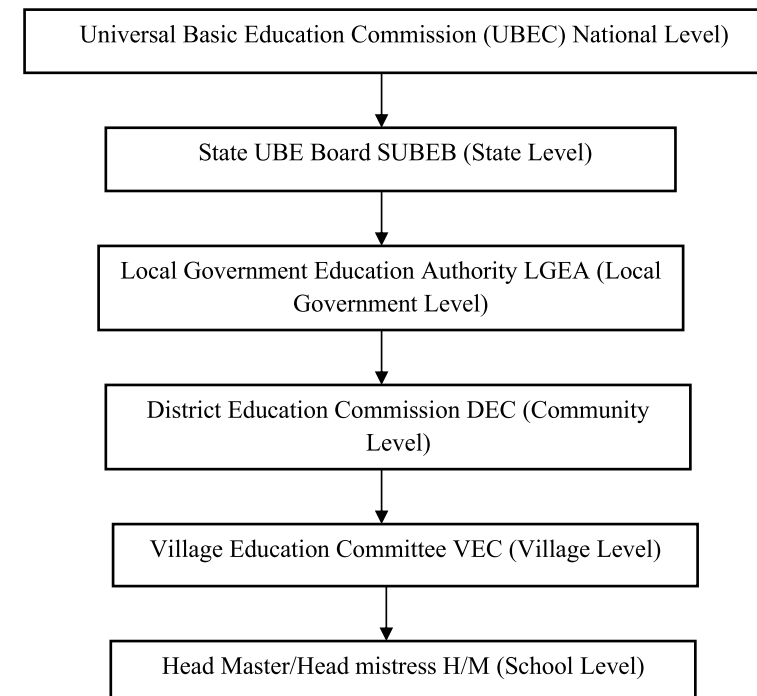 Universal Basic Education Commission (UBEC) National Level)
State UBE Board SUBEB (State Level)
Local Government Education Authority LGEA (Local
Government Level)
District Education Commission DEC (Community
Level)
Village Education Committee VEC (Village Level)
Head Master/Head mistress H/M (School Level)